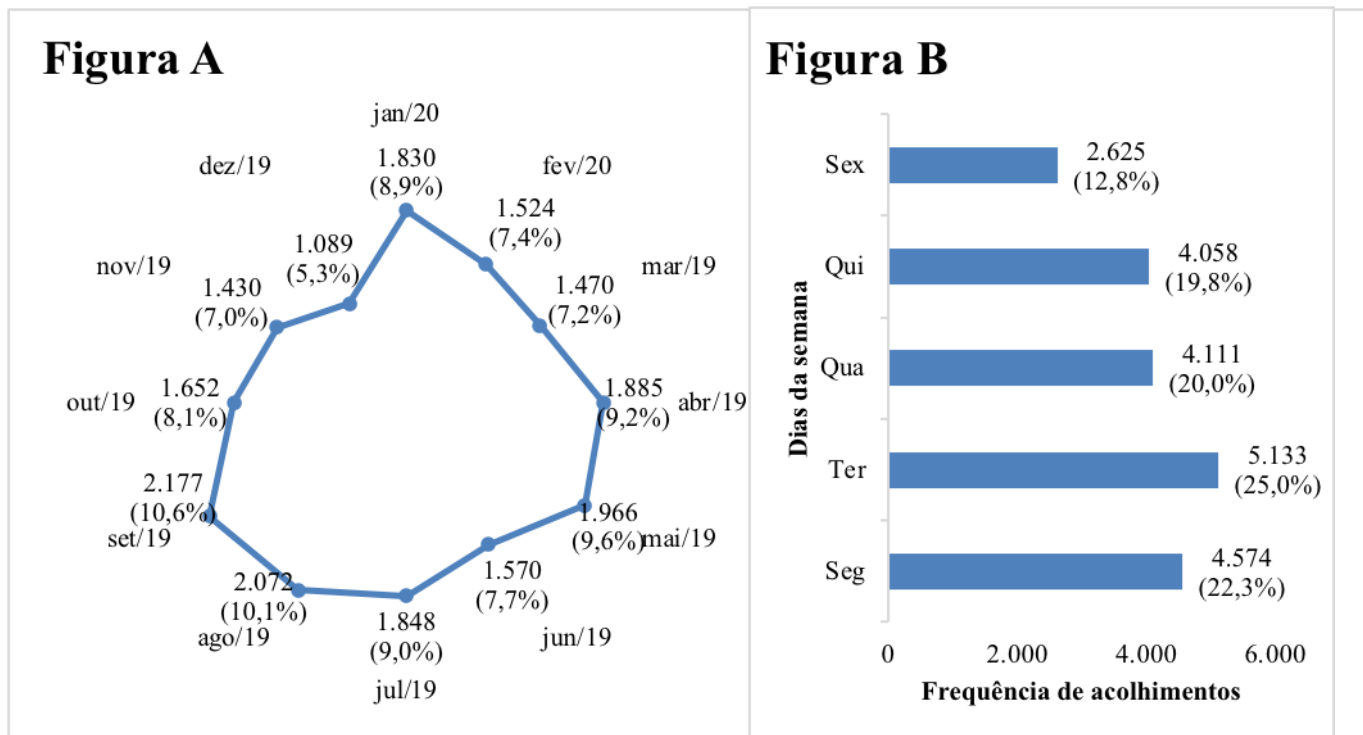 Figura A
jan/20
1.830
(8,9%)
fev/20
1.524
(7,4%)
mar/19
1.470
(7,2%)
abr/19
1.885
(9,2%)
mai/19
1.966
(9,6%)
jun/19
1.570
(7,7%)
jul/19
1.848
(9,0%)
ago/19
2.072
(10,1%)
set/19
2.177
(10,6%)
out/19
1.652
(8,1%)
nov/19
1.430
(7,0%)
dez/19
1.089
(5,3%)
Figura B
Dias da semana
Sex
2.625
(12,8%)
Qui
4.058
(19,8%)
Qua
4.111
(20,0%)
Ter
5.133
(25,0%)
Seg
4.574
(22,3%)
0 2.000 4.000 6.000
Frequência de acolhimentos